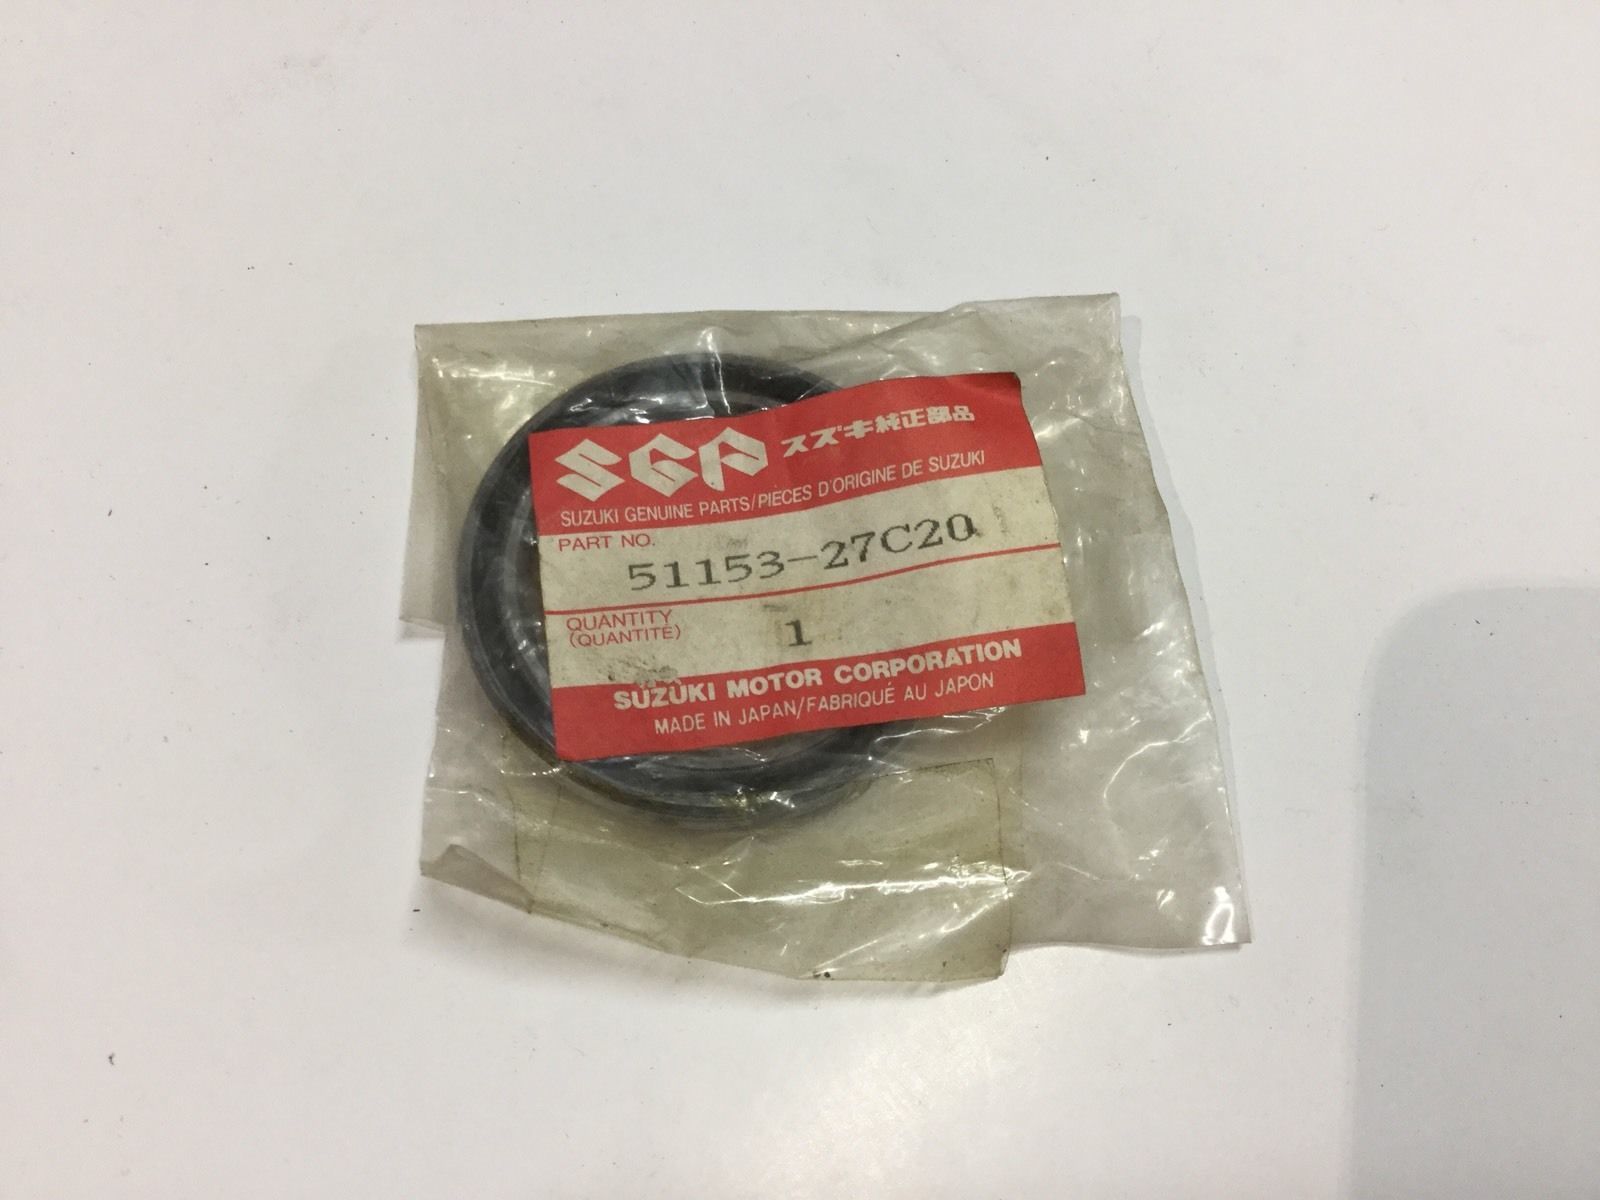 SGP スズキ純正部品
SUZUKI GENUINE PARTS/PIECES D'ORIGINE DE SUZUKI
PART NO.
51153-27C20
QUANTITY
(QUANTITÉ)
1
SUZUKI MOTOR CORPORATION
MADE IN JAPAN/FABRIQUÉ AU JAPON